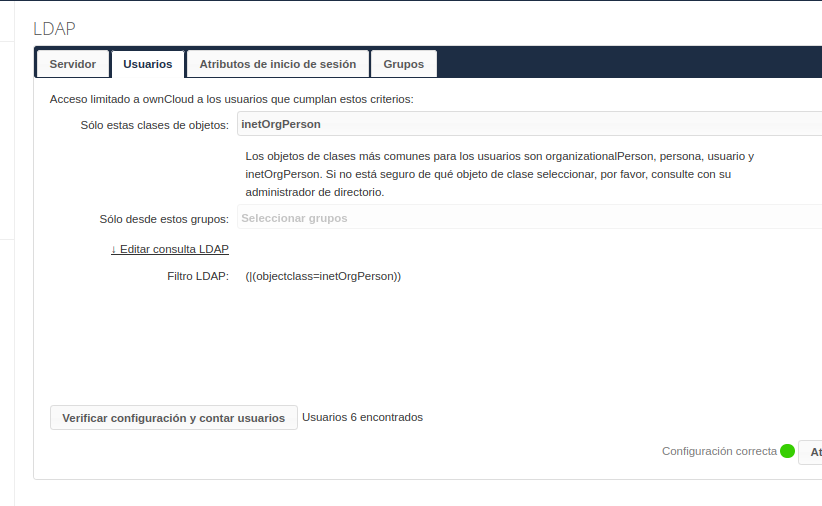 LDAP
Servidor Usuarios Atributos de inicio de sesión Grupos
Acceso limitado a ownCloud a los usuarios que cumplan estos criterios:
Sólo estas clases de objetos: inetOrgPerson
Los objetos de clases más comunes para los usuarios son organizationalPerson, persona, usuario y
inetOrgPerson. Si no está seguro de qué objeto de clase seleccionar, por favor, consulte con su
administrador de directorio.
Sólo desde estos grupos: Seleccionar grupos
↓ Editar consulta LDAP
Filtro LDAP: (|(objectclass=inetOrgPerson))
Verificar configuración y contar usuarios Usuarios 6 encontrados
Configuración correcta